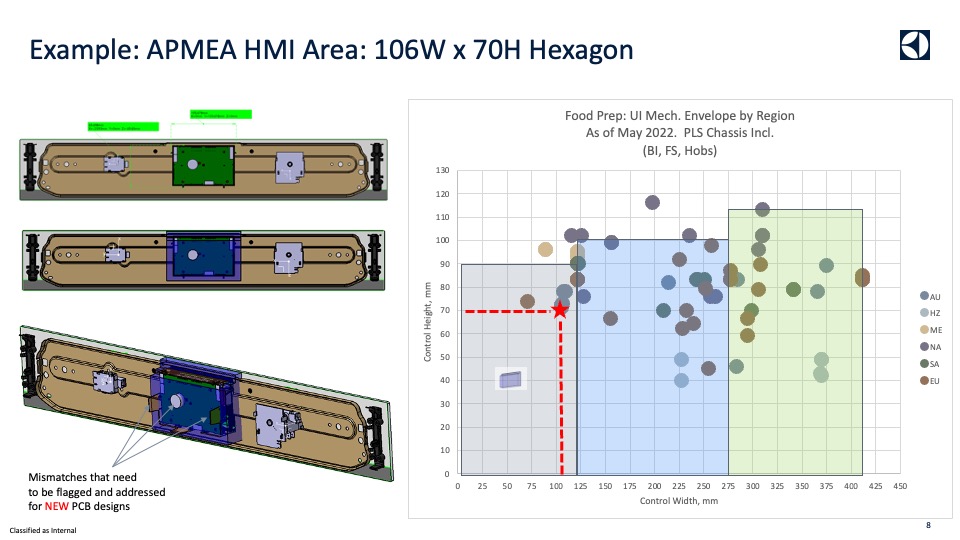 Example: APMEA HMI Area: 106W x 70H Hexagon
Mismatches that need
to be flagged and addressed
for NEW PCB designs
Food Prep: UI Mech. Envelope by Region
As of May 2022.  PLS Chassis Incl.
(BI, FS, Hobs)
Control Height, mm
130
120
110
100
90
80
70
60
50
40
30
20
10
0
0 25 50 75 100 125 150 175 200 225 250 275 300 325 350 375 400 425 450
Control Width, mm
AU
HZ
ME
NA
SA
EU
Classified as Internal
8